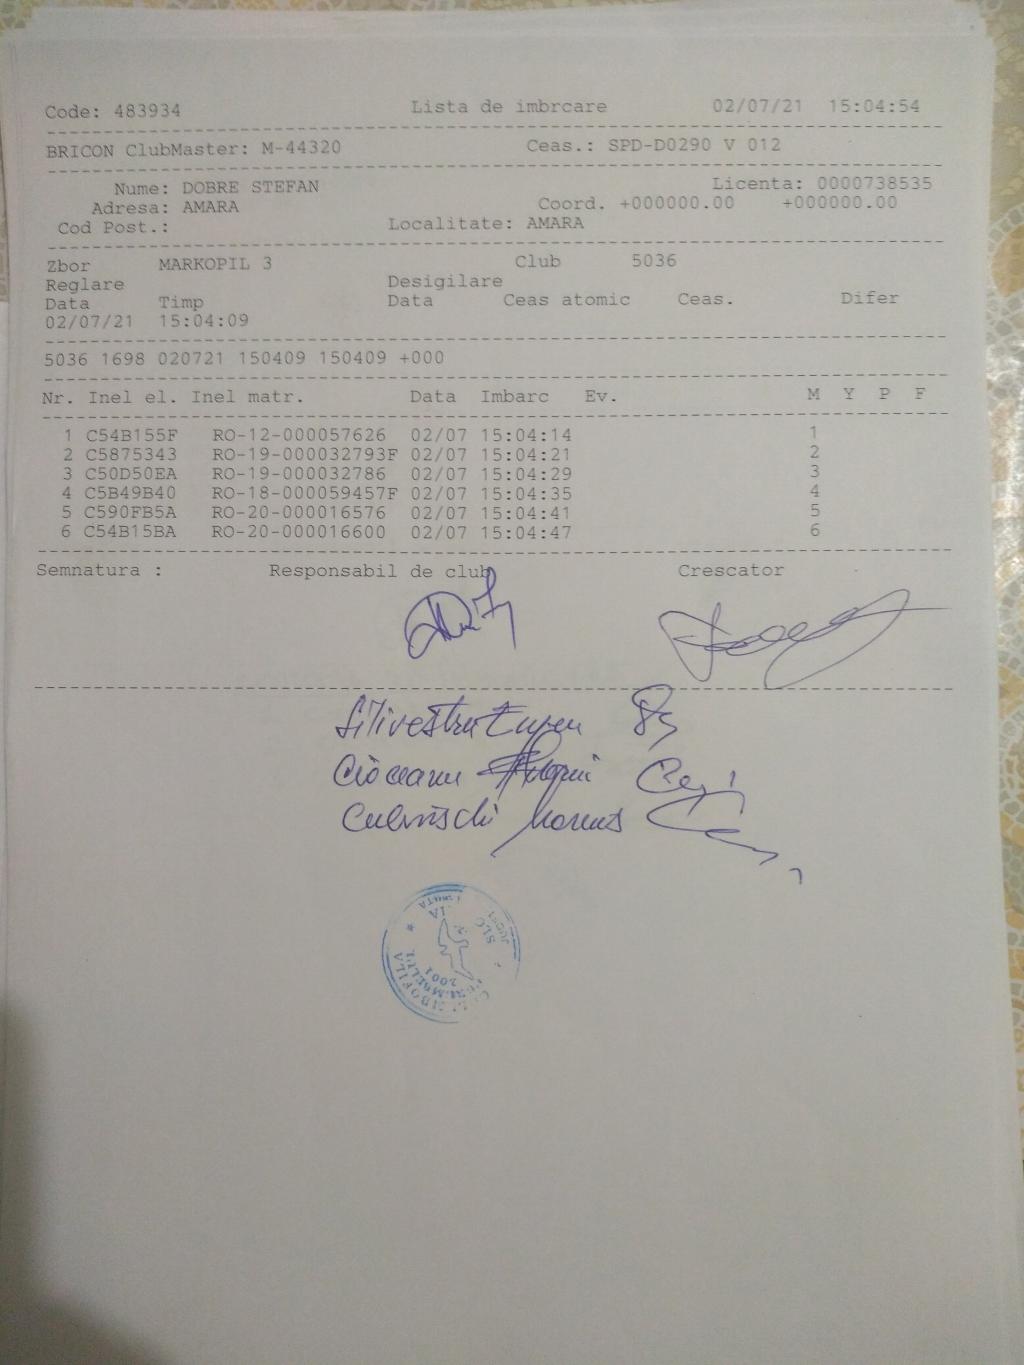 Code: 483934 Lista de imbrcare 02/07/21 15:04:54
BRICON ClubMaster: M-44320 Ceas.: SPD-D0290 V 012
Nume: DOBRE STEFAN Licenta: 0000738535
Adresa: AMARA Coord. +000000.00 +000000.00
Cod Post.: Localitate: AMARA
Zbor MARKOPIL 3 Club 5036
Reglare Desigilare
Data Timp Data Ceas atomic Ceas. Difer
02/07/21 15:04:09
5036 1698 020721 150409 150409 +000
Nr. Inel el. Inel matr. Data Imbarc Ev. M Y P F
1 C54B155F RO-12-000057626 02/07 15:04:14 1
2 C5875343 RO-19-000032793F 02/07 15:04:21 2
3 C50D50EA RO-19-000032786 02/07 15:04:29 3
4 C5B49B40 RO-18-000059457F 02/07 15:04:35 4
5 C590FB5A RO-20-000016576 02/07 15:04:41 5
6 C54B15BA RO-20-000016600 02/07 15:04:47 6
Semnatura : Responsabil de club Crescator
Silivestru
2001